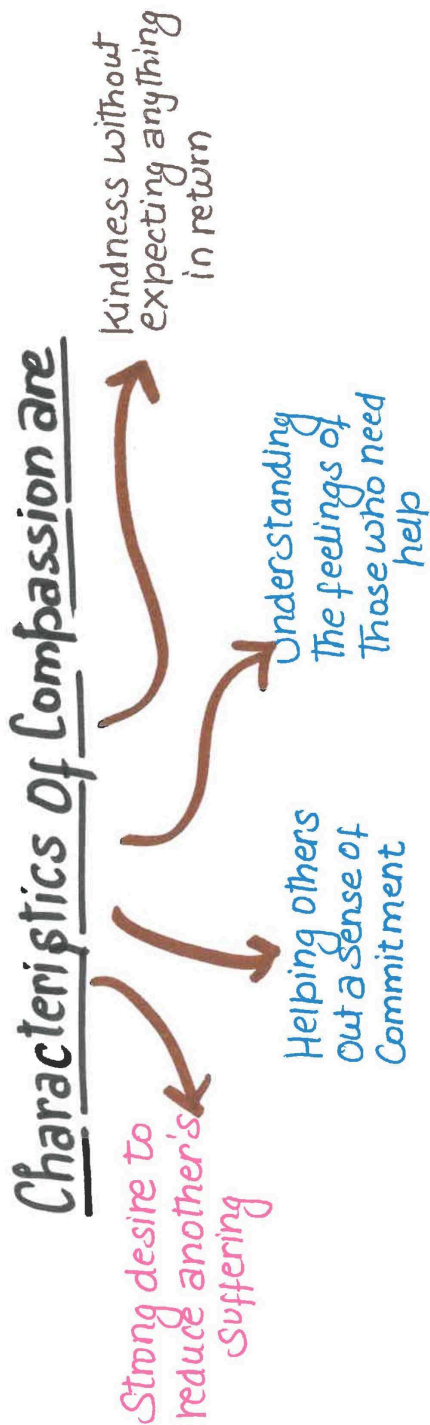 Characteristics Of Compassion are
Strong desire to
reduce another's
suffering
Helping others
Out a sense of
Commitment
Understanding
the feelings of
Those who need
help
Kindness without
expecting anything
in return